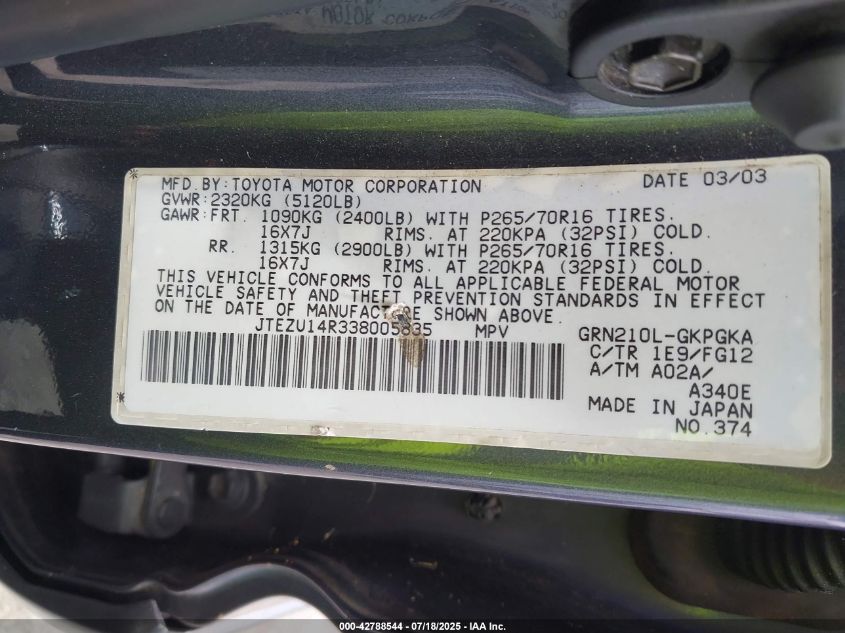 MFD.BY:TOYOTA MOTOR CORPORATION DATE 03/03
GVWR:2320KG (5120LB)
GAWR:FRT. 1090KG (2400LB) WITH P265/70R16 TIRES.
16X7J RIMS. AT 220KPA (32PSI) COLD.
RR. 1315KG (2900LB) WITH P265/70R16 TIRES.
16X7J RIMS. AT 220KPA (32PSI) COLD.
THIS VEHICLE CONFORMS TO ALL APPLICABLE FEDERAL MOTOR
VEHICLE SAFETY AND THEFT PREVENTION STANDARDS IN EFFECT
ON THE DATE OF MANUFACTURE SHOWN ABOVE.
MPV GRN210L-GKPGKA
C/TR 1E9/FG12
A/TM A02A/
A340E
MADE IN JAPAN
NO.374
000-42788544 - 07/18/2025 - IAA Inc.